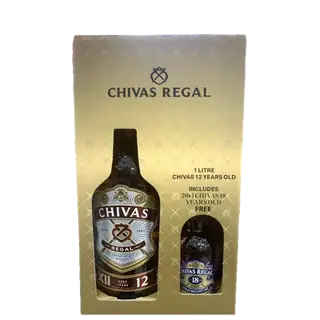 CHIVAS REGAL
1 LITRE
CHIVAS 12 YEARS OLD
INCLUDES
20cl CHIVAS 18
YEARS OLD
FREE
CHIVAS
REGAL
XII
12
CHIVAS REGAL
18